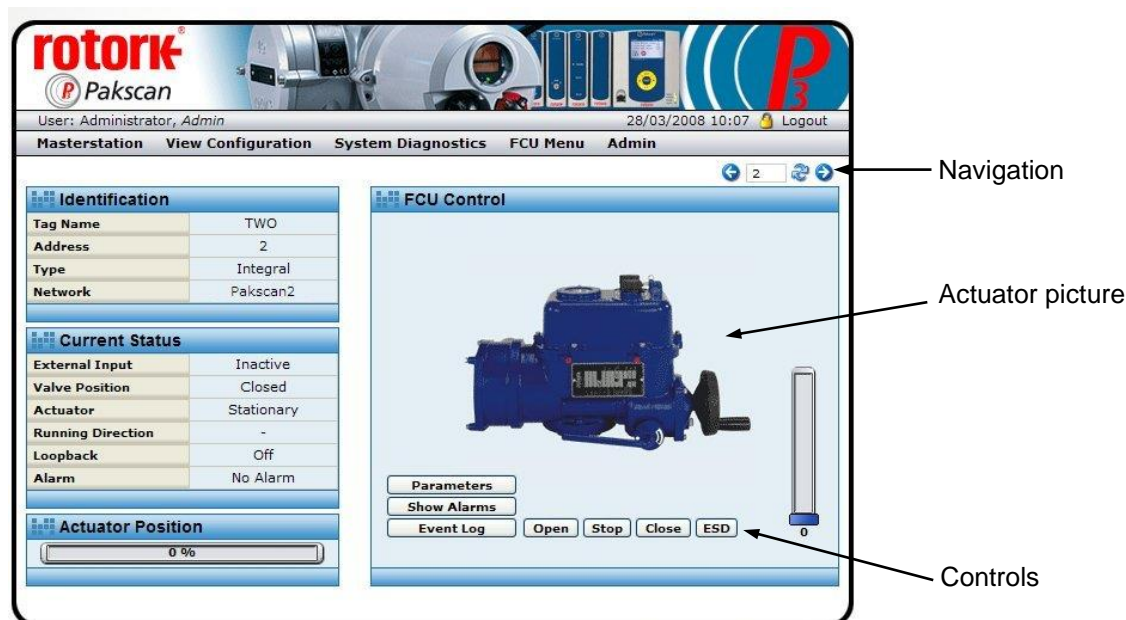 rotork®
P Pakscan
P3
User: Administrator, Admin 28/03/2008 10:07 Logout
Masterstation View Configuration System Diagnostics FCU Menu Admin
2
Navigation
Identification
Tag Name TWO
Address 2
Type Integral
Network Pakscan2
Current Status
External Input Inactive
Valve Position Closed
Actuator Stationary
Running Direction -
Loopback Off
Alarm No Alarm
Actuator Position
0 %
FCU Control
Actuator picture
Parameters
Show Alarms
Event Log Open Stop Close ESD
0
Controls